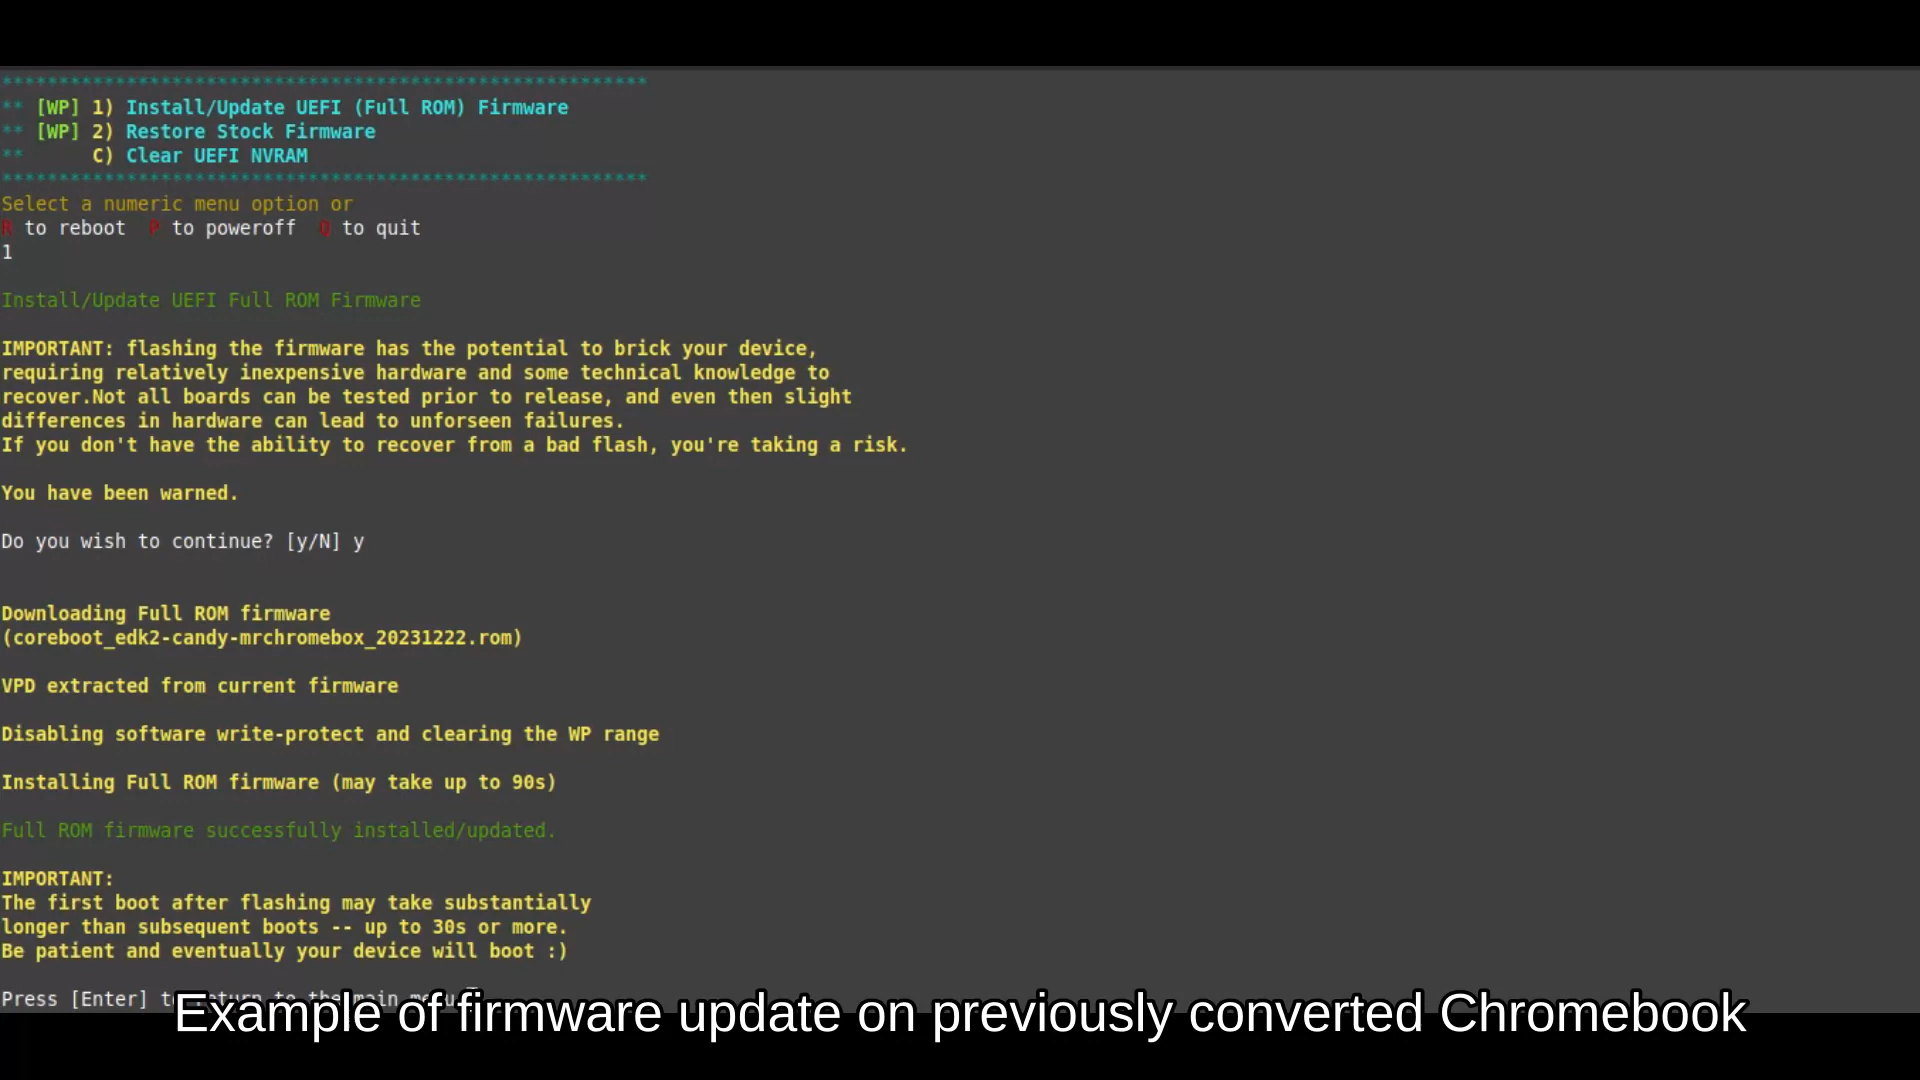 *********************************************************
** [WP] 1) Install/Update UEFI (Full ROM) Firmware
** [WP] 2) Restore Stock Firmware
** C) Clear UEFI NVRAM
*********************************************************
Select a numeric menu option or
R to reboot P to poweroff Q to quit
1
Install/Update UEFI Full ROM Firmware
IMPORTANT: flashing the firmware has the potential to brick your device,
requiring relatively inexpensive hardware and some technical knowledge to
recover.Not all boards can be tested prior to release, and even then slight
differences in hardware can lead to unforseen failures.
If you don't have the ability to recover from a bad flash, you're taking a risk.
You have been warned.
Do you wish to continue? [y/N] y
Downloading Full ROM firmware
(coreboot_edk2-candy-mrchromebox_20231222.rom)
VPD extracted from current firmware
Disabling software write-protect and clearing the WP range
Installing Full ROM firmware (may take up to 90s)
Full ROM firmware successfully installed/updated.
IMPORTANT:
The first boot after flashing may take substantially
longer than subsequent boots -- up to 30s or more.
Be patient and eventually your device will boot :)
Press [Enter] to return to the main menu.
Example of firmware update on previously converted Chromebook